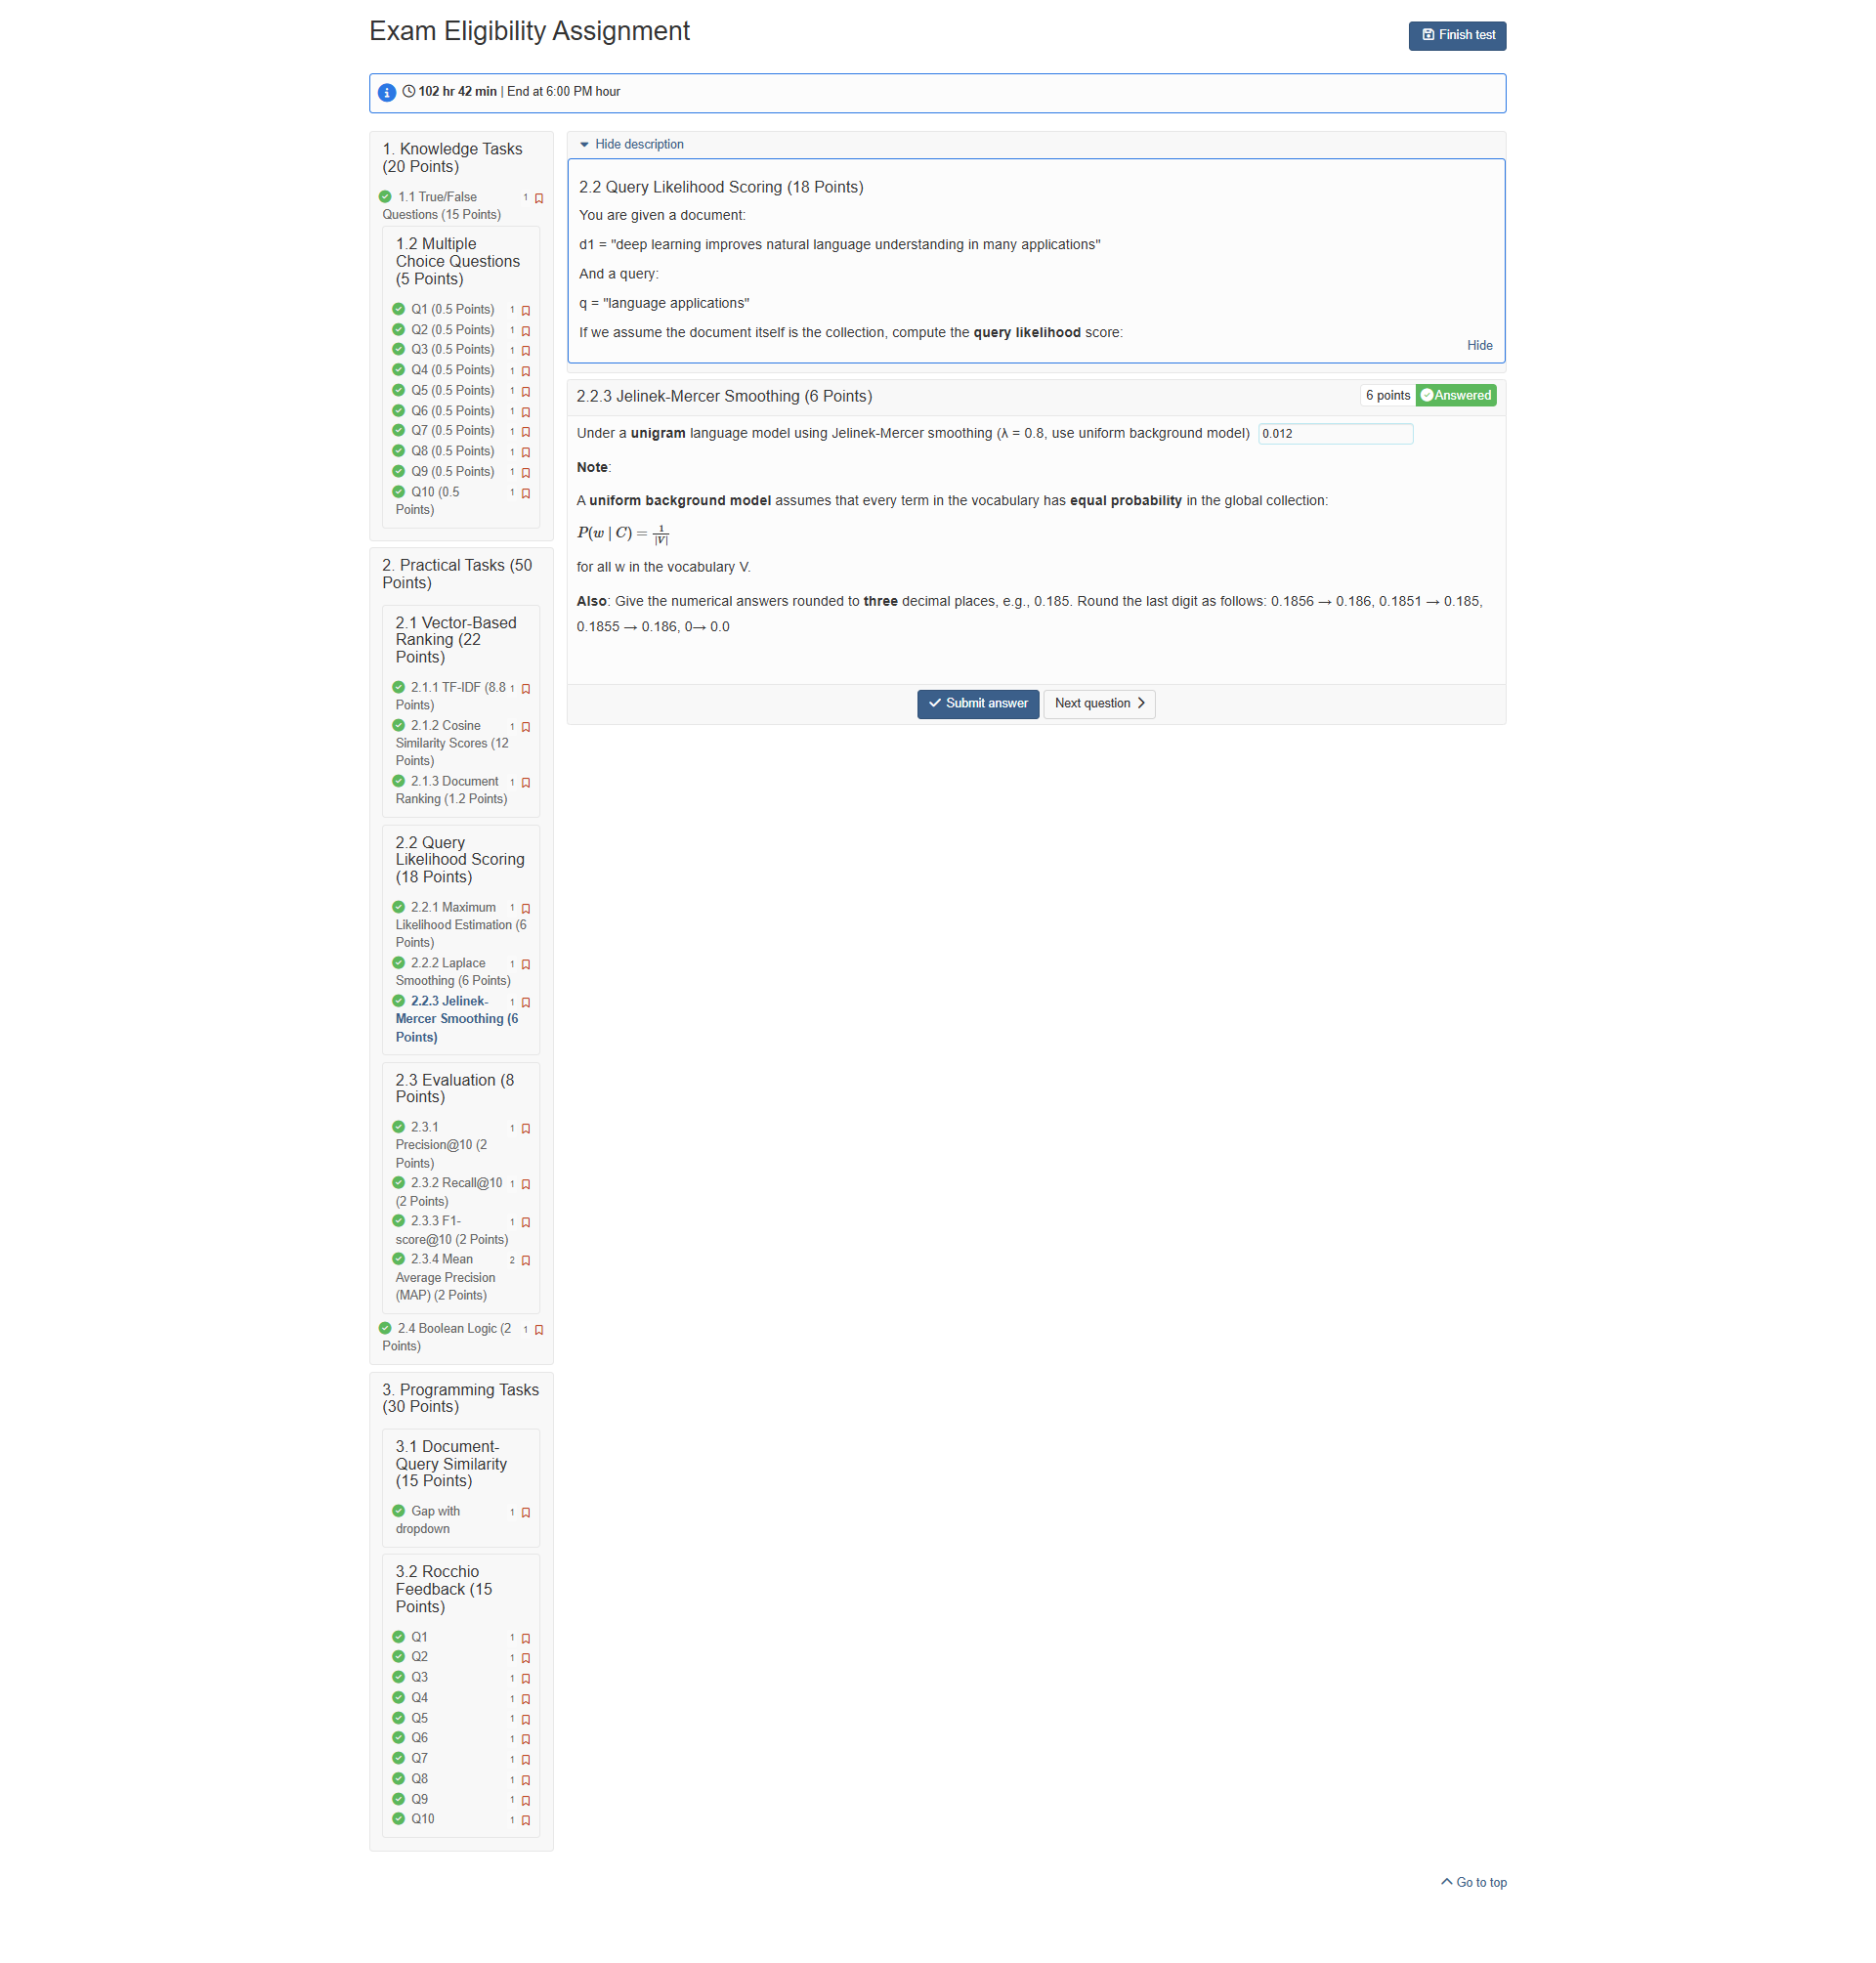 Exam Eligibility Assignment
Finish test
102 hr 42 min | End at 6:00 PM hour
1. Knowledge Tasks
(20 Points)
1.1 True/False 1
Questions (15 Points)
1.2 Multiple
Choice Questions
(5 Points)
Q1 (0.5 Points) 1
Q2 (0.5 Points) 1
Q3 (0.5 Points) 1
Q4 (0.5 Points) 1
Q5 (0.5 Points) 1
Q6 (0.5 Points) 1
Q7 (0.5 Points) 1
Q8 (0.5 Points) 1
Q9 (0.5 Points) 1
Q10 (0.5 1
Points)
2. Practical Tasks (50
Points)
2.1 Vector-Based
Ranking (22
Points)
2.1.1 TF-IDF (8.8 1
Points)
2.1.2 Cosine 1
Similarity Scores (12
Points)
2.1.3 Document 1
Ranking (1.2 Points)
2.2 Query
Likelihood Scoring
(18 Points)
2.2.1 Maximum 1
Likelihood Estimation (6
Points)
2.2.2 Laplace 1
Smoothing (6 Points)
2.2.3 Jelinek- 1
Mercer Smoothing (6
Points)
2.3 Evaluation (8
Points)
2.3.1 1
Precision@10 (2
Points)
2.3.2 Recall@10 1
(2 Points)
2.3.3 F1- 1
score@10 (2 Points)
2.3.4 Mean 2
Average Precision
(MAP) (2 Points)
2.4 Boolean Logic (2 1
Points)
3. Programming Tasks
(30 Points)
3.1 Document-
Query Similarity
(15 Points)
Gap with 1
dropdown
3.2 Rocchio
Feedback (15
Points)
Q1 1
Q2 1
Q3 1
Q4 1
Q5 1
Q6 1
Q7 1
Q8 1
Q9 1
Q10 1
Hide description
2.2 Query Likelihood Scoring (18 Points)
You are given a document:
d1 = "deep learning improves natural language understanding in many applications"
And a query:
q = "language applications"
If we assume the document itself is the collection, compute the query likelihood score:
Hide
2.2.3 Jelinek-Mercer Smoothing (6 Points) 6 points Answered
Under a unigram language model using Jelinek-Mercer smoothing (λ = 0.8, use uniform background model) 0.012
Note:
A uniform background model assumes that every term in the vocabulary has equal probability in the global collection:
P(w | C) = 1/|V|
for all w in the vocabulary V.
Also: Give the numerical answers rounded to three decimal places, e.g., 0.185. Round the last digit as follows: 0.1856 → 0.186, 0.1851 → 0.185,
0.1855 → 0.186, 0→ 0.0
Submit answer
Next question
Go to top